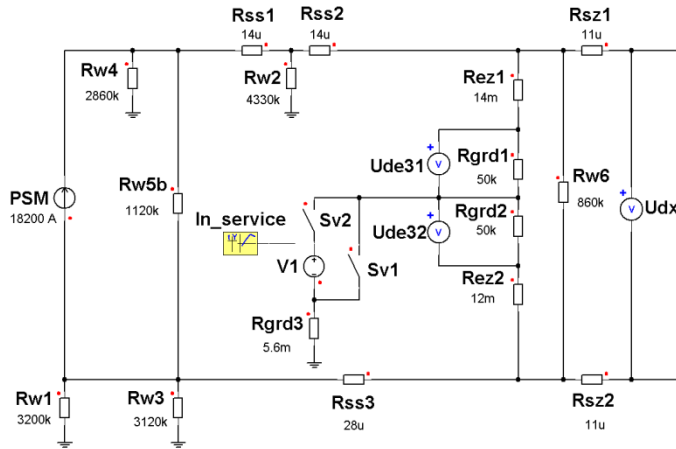 Rss1
14u
Rss2
14u
Rsz1
11u
Rw4
2860k
Rw2
4330k
Rez1
14m
Ude31
V
Rgrd1
50k
PSM
18200 A
Rw5b
1120k
In_service
Sv2
Rw6
860k
V
Udx
Rgrd2
50k
Ude32
V
V1
Sv1
Rez2
12m
Rgrd3
5.6m
Rw1
3200k
Rw3
3120k
Rss3
28u
Rsz2
11u